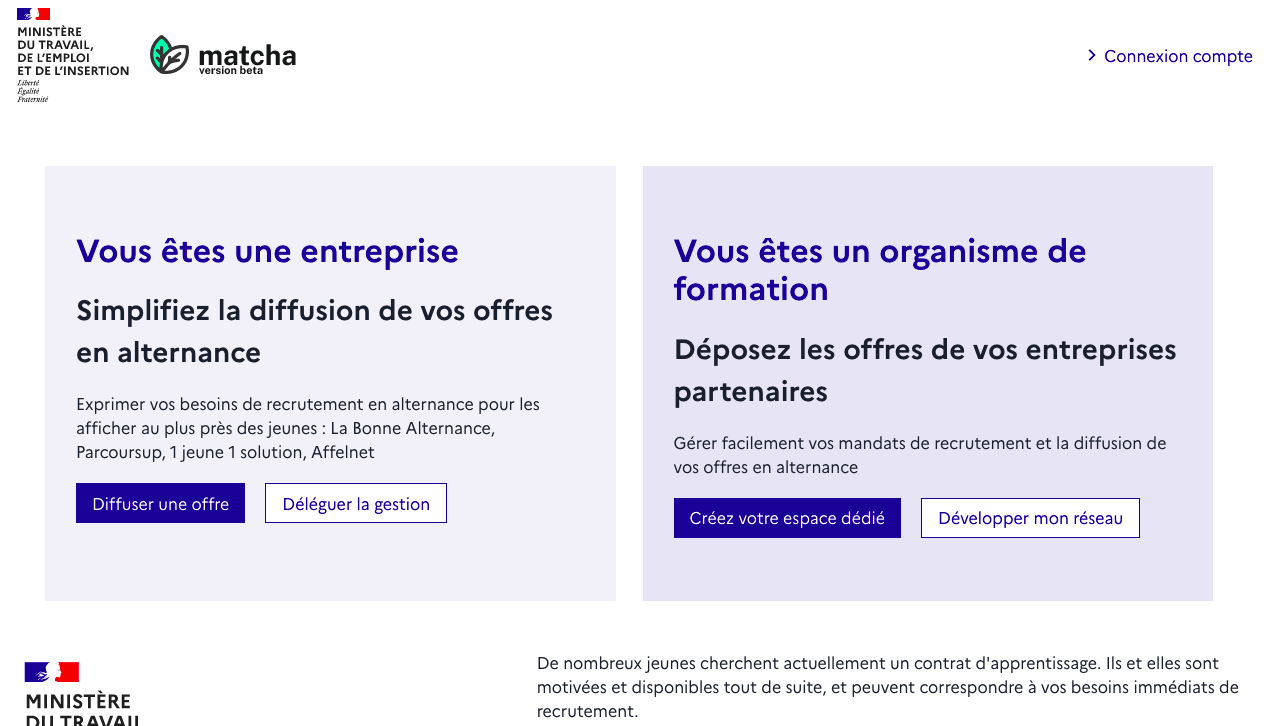 MINISTÈRE
DU TRAVAIL,
DE L'EMPLOI
ET DE L'INSERTION
Liberté
Égalité
Fraternité
matcha
version beta
Connexion compte
Vous êtes une entreprise
Simplifiez la diffusion de vos offres
en alternance
Exprimer vos besoins de recrutement en alternance pour les
afficher au plus près des jeunes : La Bonne Alternance,
Parcoursup, 1 jeune 1 solution, Affelnet
Diffuser une offre
Déléguer la gestion
Vous êtes un organisme de
formation
Déposez les offres de vos entreprises
partenaires
Gérer facilement vos mandats de recrutement et la diffusion de
vos offres en alternance
Créez votre espace dédié
Développer mon réseau
MINISTÈRE
DU TRAVAIL
De nombreux jeunes cherchent actuellement un contrat d'apprentissage. Ils et elles sont
motivées et disponibles tout de suite, et peuvent correspondre à vos besoins immédiats de
recrutement.